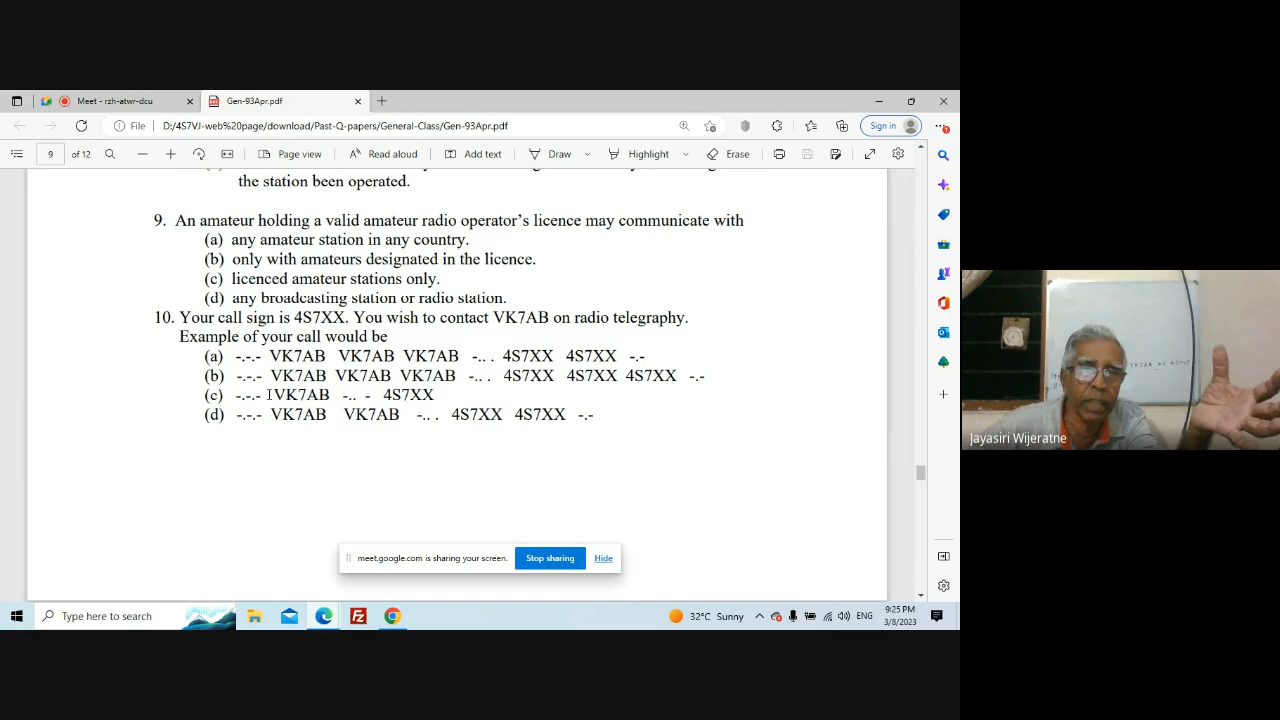 Meet - rzh-atwr-dcu
Gen-93Apr.pdf
File D:/4S7VJ-web%20page/download/Past-Q-papers/General-Class/Gen-93Apr.pdf
Sign in
9 of 12
Page view
Read aloud
Add text
Draw
Highlight
Erase
the station been operated.
9. An amateur holding a valid amateur radio operator's licence may communicate with
(a) any amateur station in any country.
(b) only with amateurs designated in the licence.
(c) licenced amateur stations only.
(d) any broadcasting station or radio station.
10. Your call sign is 4S7XX. You wish to contact VK7AB on radio telegraphy.
Example of your call would be
(a) -.-.- VK7AB VK7AB VK7AB -.. . 4S7XX 4S7XX -.-
(b) -.-.- VK7AB VK7AB VK7AB -.. . 4S7XX 4S7XX 4S7XX -.-
(c) -.-.- VK7AB -.. - 4S7XX
(d) -.-.- VK7AB VK7AB -.. . 4S7XX 4S7XX -.-
Jayasiri Wijeratne
meet.google.com is sharing your screen.
Stop sharing
Hide
Type here to search
32°C Sunny
ENG
9:25 PM
3/8/2023